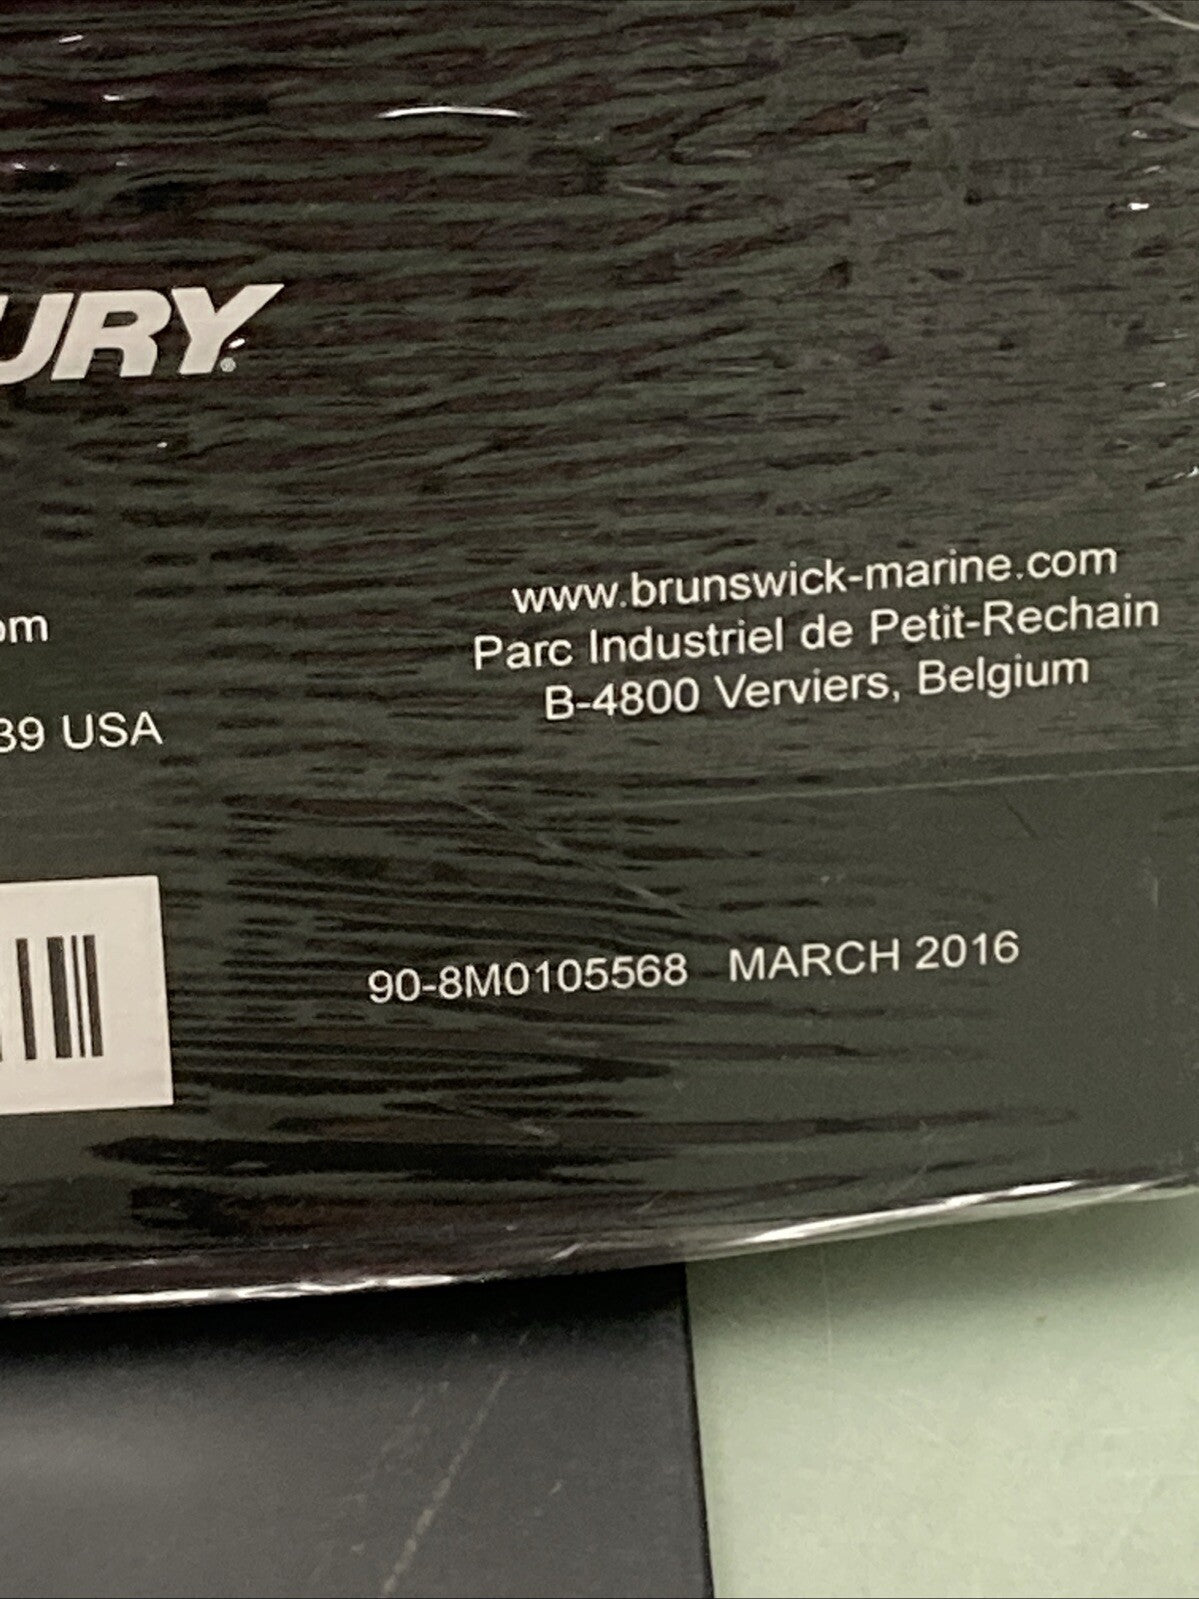 URY®
www.brunswick-marine.com
Parc Industriel de Petit-Rechain
B-4800 Verviers, Belgium
om
39 USA
90-8M0105568 MARCH 2016